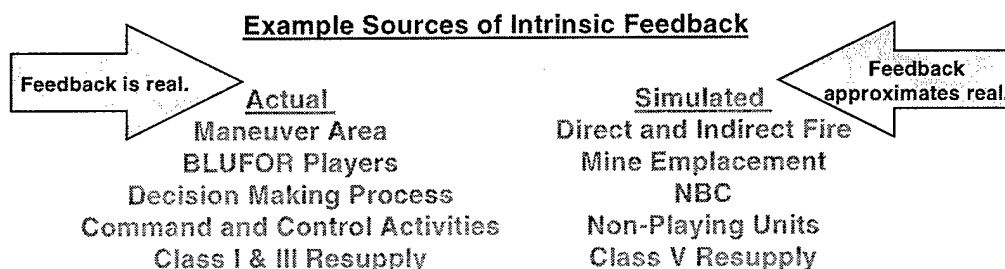 Example Sources of Intrinsic Feedback
Feedback is real.
Feedback
approximates real.
Actual
Maneuver Area
BLUFOR Players
Decision Making Process
Command and Control Activities
Class I & III Resupply
Simulated
Direct and Indirect Fire
Mine Emplacement
NBC
Non-Playing Units
Class V Resupply